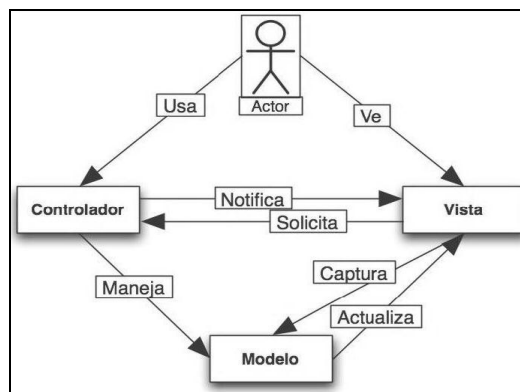 Actor
Usa
Ve
Controlador
Notifica
Vista
Solicita
Captura
Maneja
Actualiza
Modelo